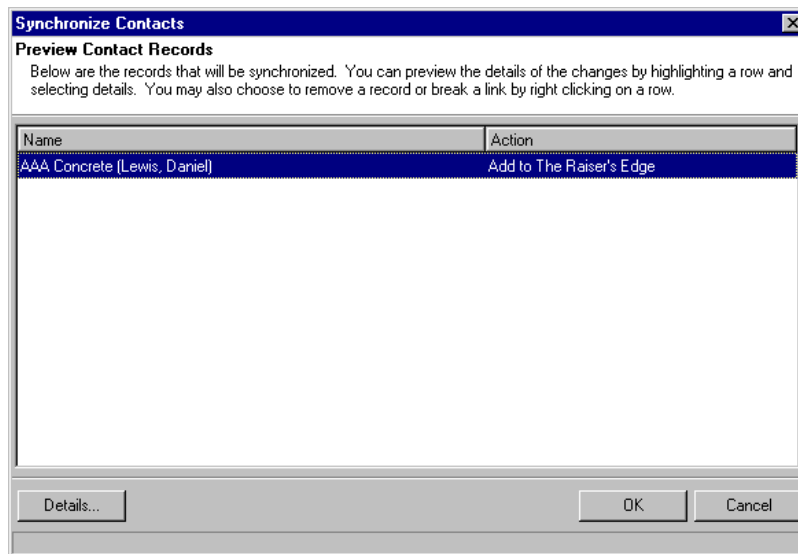 Synchronize Contacts
Preview Contact Records
Below are the records that will be synchronized. You can preview the details of the changes by highlighting a row and
selecting details. You may also choose to remove a record or break a link by right clicking on a row.
Name Action
AAA Concrete (Lewis, Daniel) Add to The Raiser's Edge
Details... OK Cancel